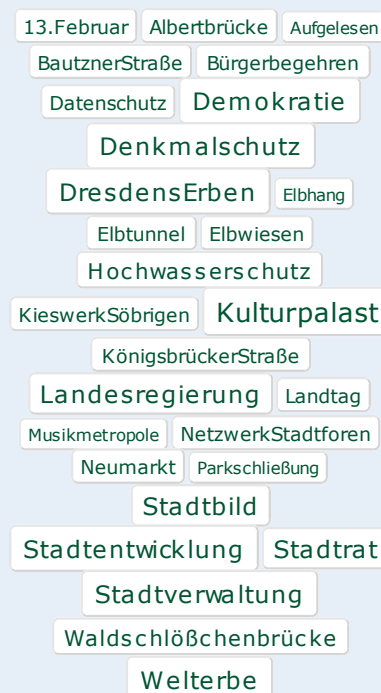 13.Februar Albertbrücke Aufgelesen
BautznerStraße Bürgerbegehren
Datenschutz Demokratie
Denkmalschutz
DresdensErben Elbhang
Elbtunnel Elbwiesen
Hochwasserschutz
KieswerkSöbrigen Kulturpalast
KönigsbrückerStraße
Landesregierung Landtag
Musikmetropole NetzwerkStadtforen
Neumarkt Parkschließung
Stadtbild
Stadtentwicklung Stadtrat
Stadtverwaltung
Waldschlößchenbrücke
Welterbe